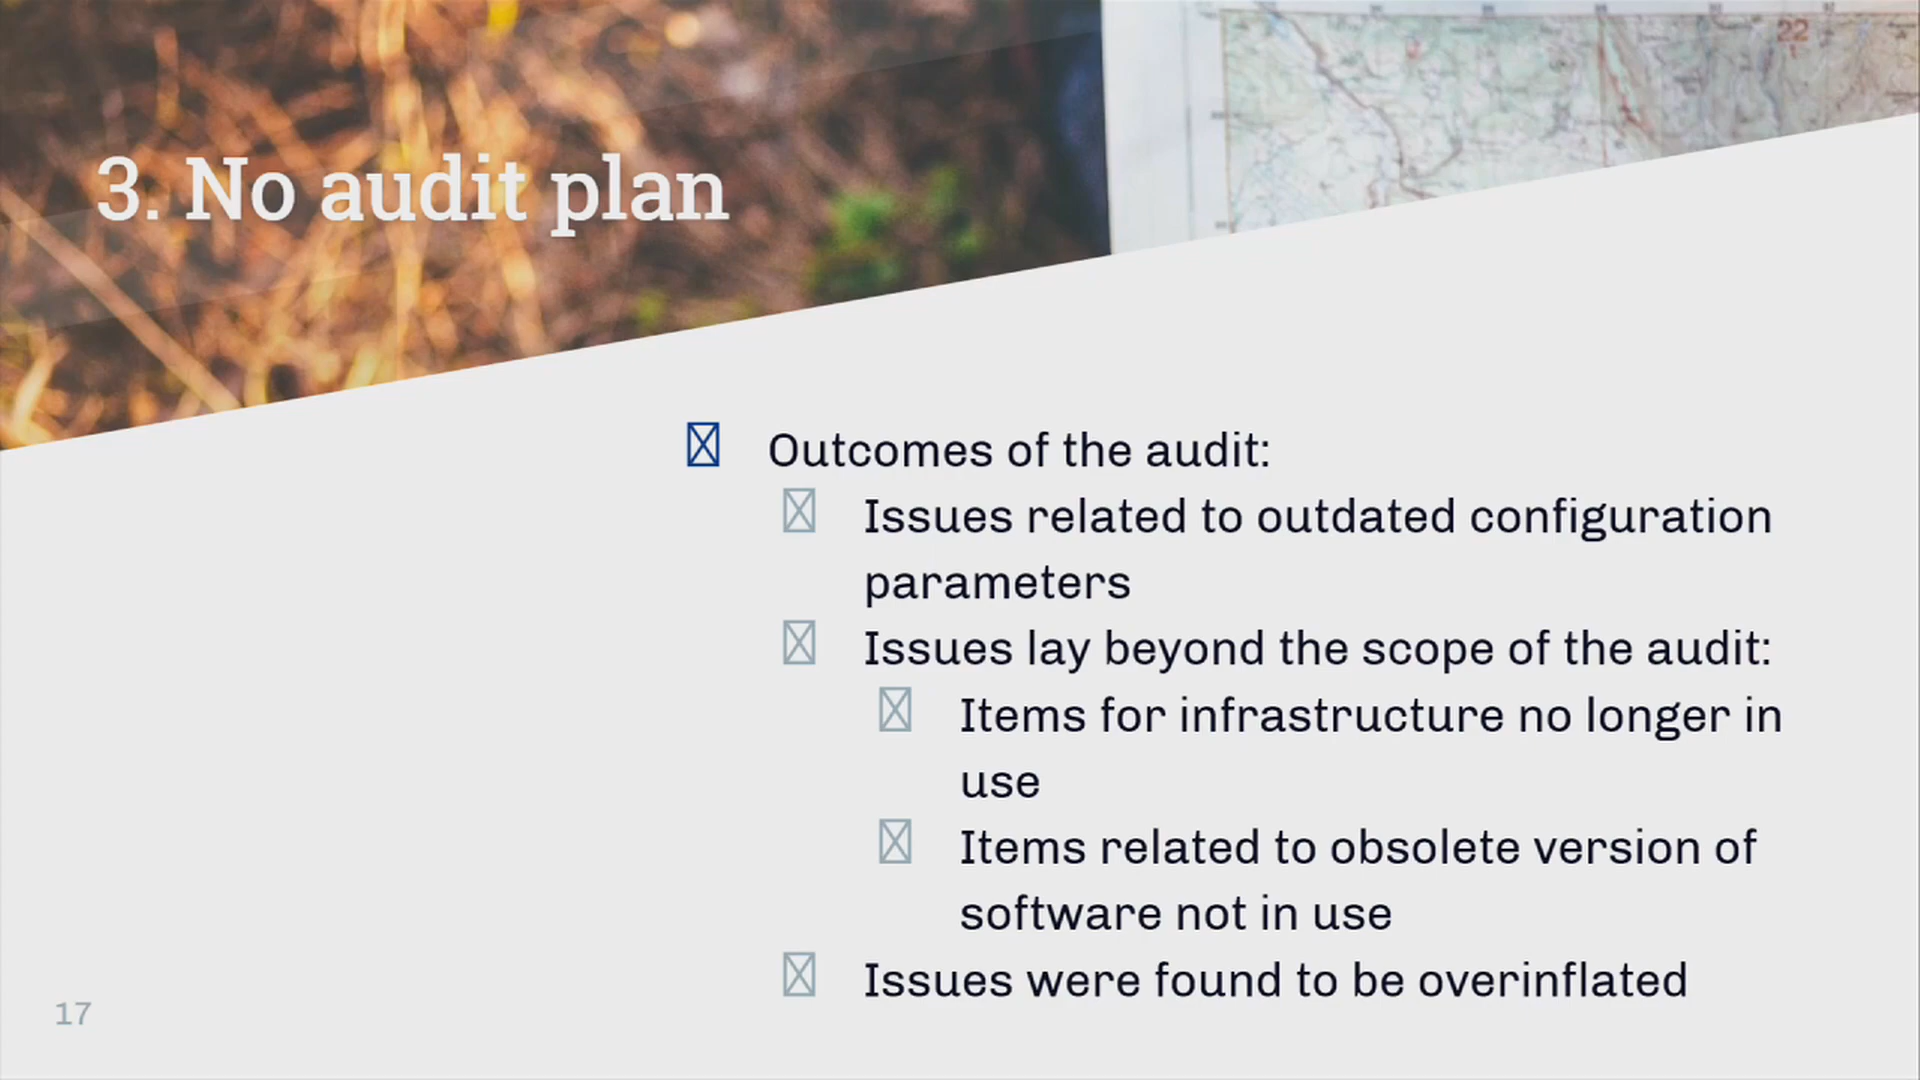 3. No audit plan
Outcomes of the audit:
Issues related to outdated configuration
parameters
Issues lay beyond the scope of the audit:
Items for infrastructure no longer in
use
Items related to obsolete version of
software not in use
Issues were found to be overinflated
17
22